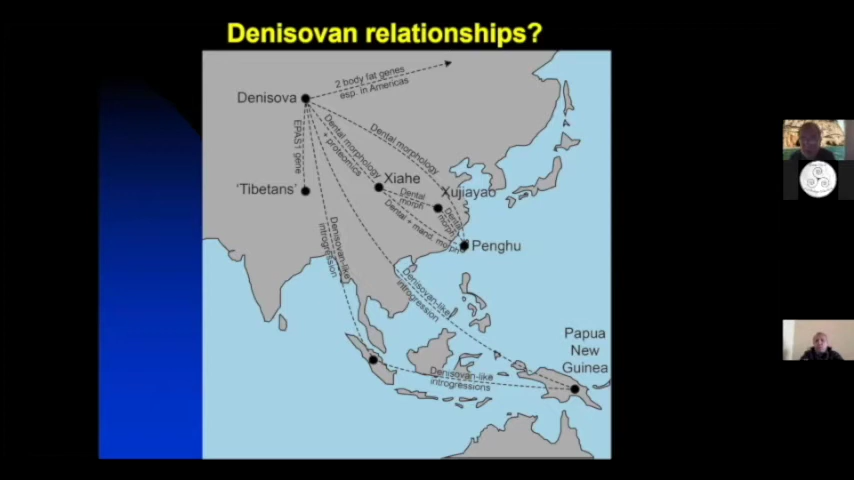 Denisovan relationships?
2 body fat genes
esp. in Americas
Denisova
Dental morphology
Dental morphology
+ proteomics
EPAS1 gene
Xiahe
'Tibetans'
Dental
morph
Xujiayao
Dental
morph
Dental + mand. morph
Penghu
Denisovan-like
introgression
Denisovan-like
introgression
Papua
New
Guinea
Denisovan-like
introgressions